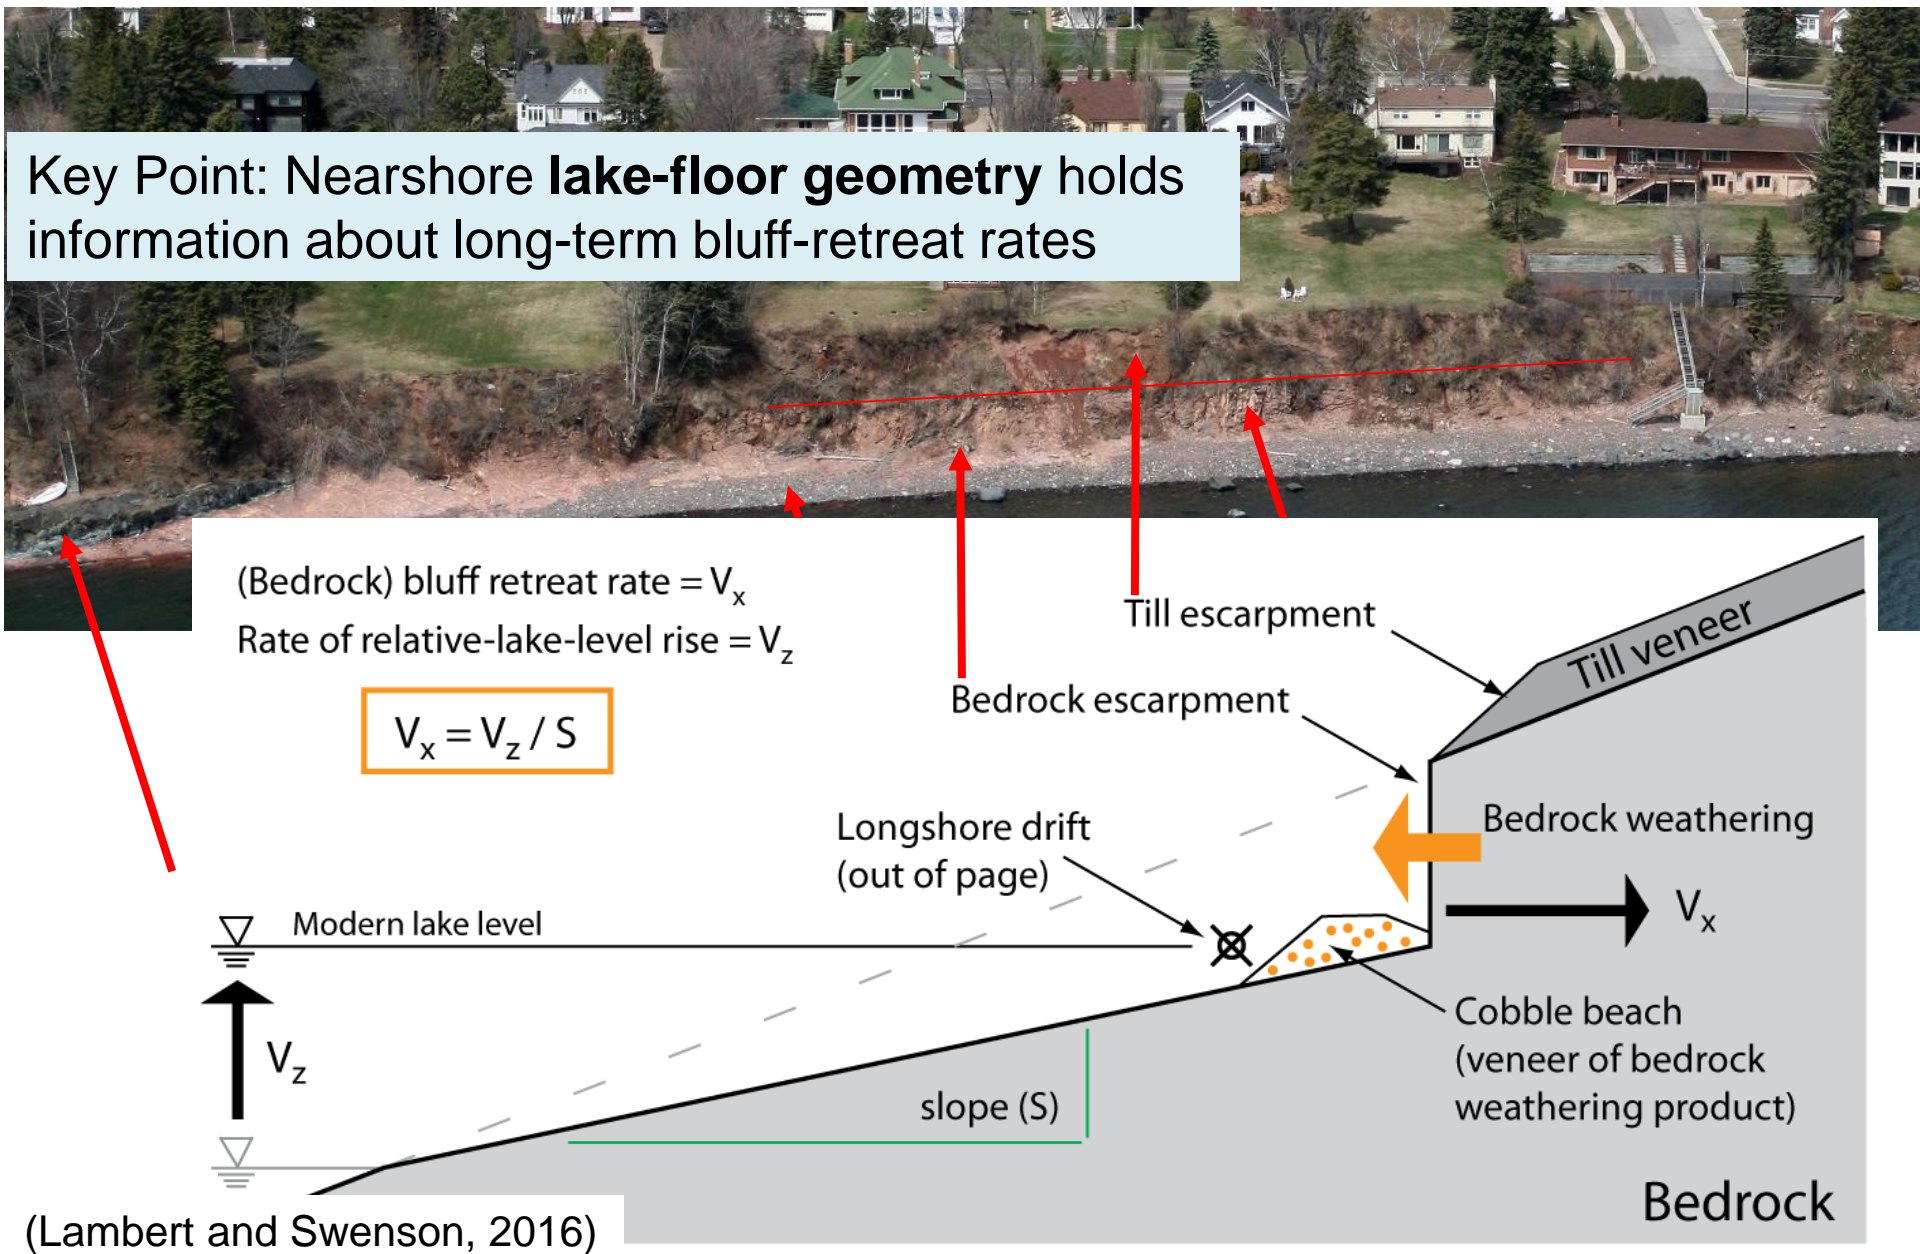 Key Point: Nearshore lake-floor geometry holds
information about long-term bluff-retreat rates
(Bedrock) bluff retreat rate = Vx
Rate of relative-lake-level rise = Vz
Vx = Vz / S
Till escarpment
Till veneer
Bedrock escarpment
Longshore drift
(out of page)
Bedrock weathering
Vx
Modern lake level
Vz
slope (S)
Cobble beach
(veneer of bedrock
weathering product)
Bedrock
(Lambert and Swenson, 2016)